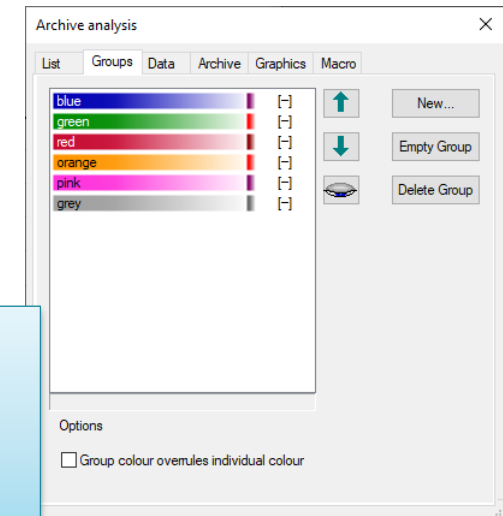 Archive analysis
List Groups Data Archive Graphics Macro
blue [--]
green [--]
red [--]
orange [--]
pink [--]
grey [--]
New...
Empty Group
Delete Group
Options
Group colour overrules individual colour